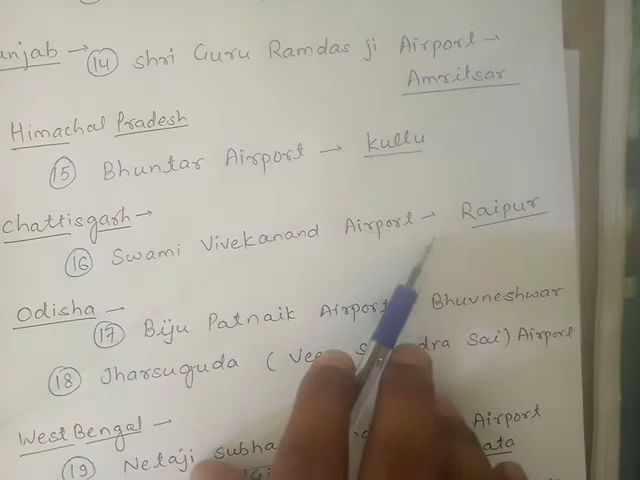 unjab → 14 Shri Guru Ramdas ji Airport →
Amritsar
Himachal Pradesh
15 Bhuntar Airport → Kullu
Chattisgarh →
16 Swami Vivekanand Airport → Raipur
Odisha —
17 Biju Patnaik Airport Bhuvneshwar
18 Jharsuguda ( Vee S dra Sai) Airport
West Bengal →
19 Netaji Subha Airport
ata